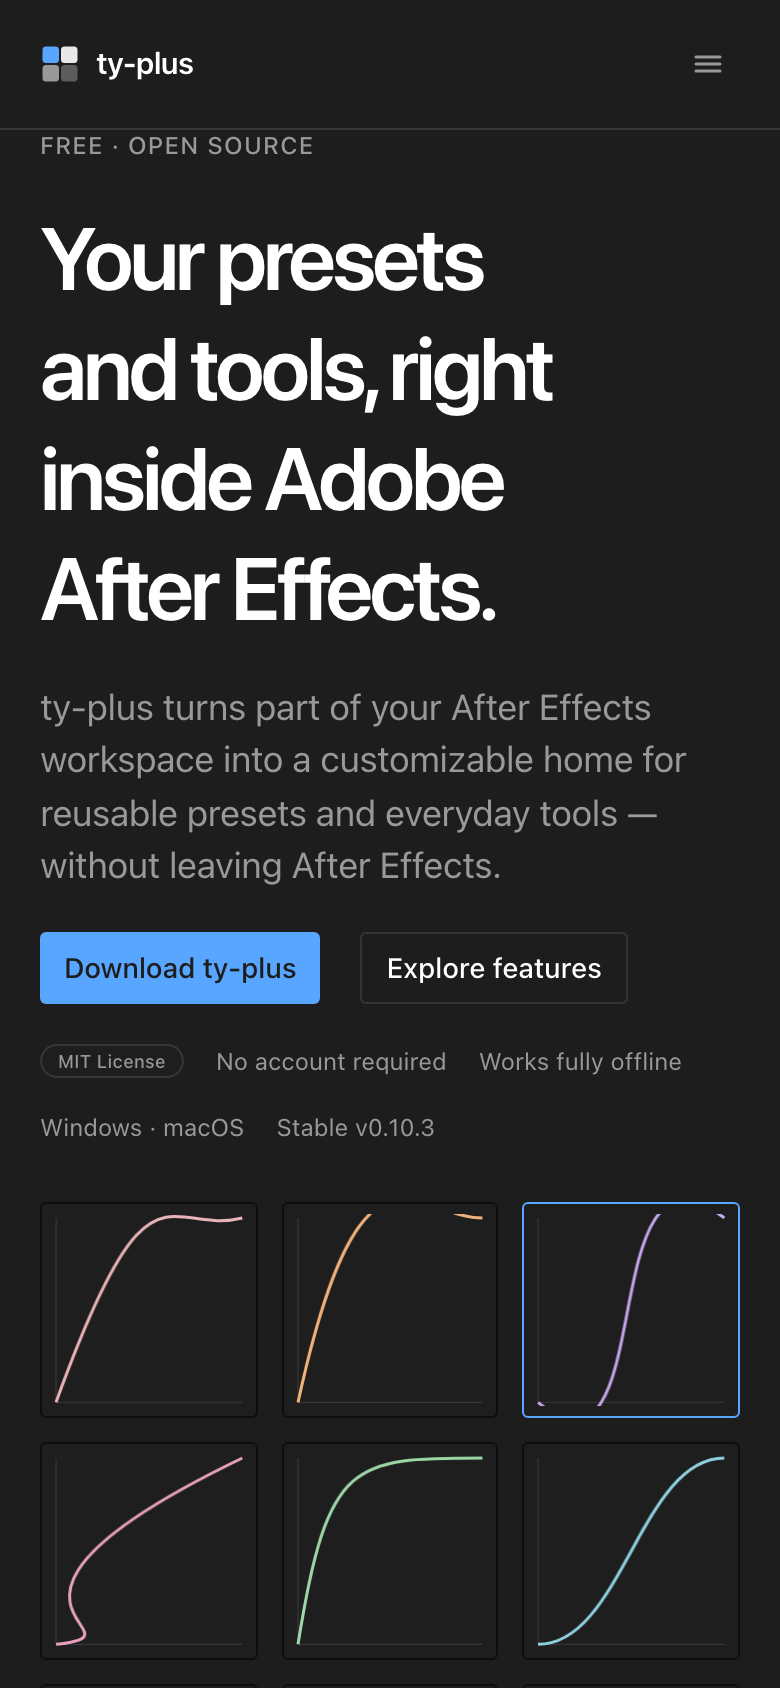 ty-plus
FREE · OPEN SOURCE
Your presets
and tools, right
inside Adobe
After Effects.
ty-plus turns part of your After Effects
workspace into a customizable home for
reusable presets and everyday tools —
without leaving After Effects.
Download ty-plus
Explore features
MIT License No account required Works fully offline
Windows · macOS Stable v0.10.3